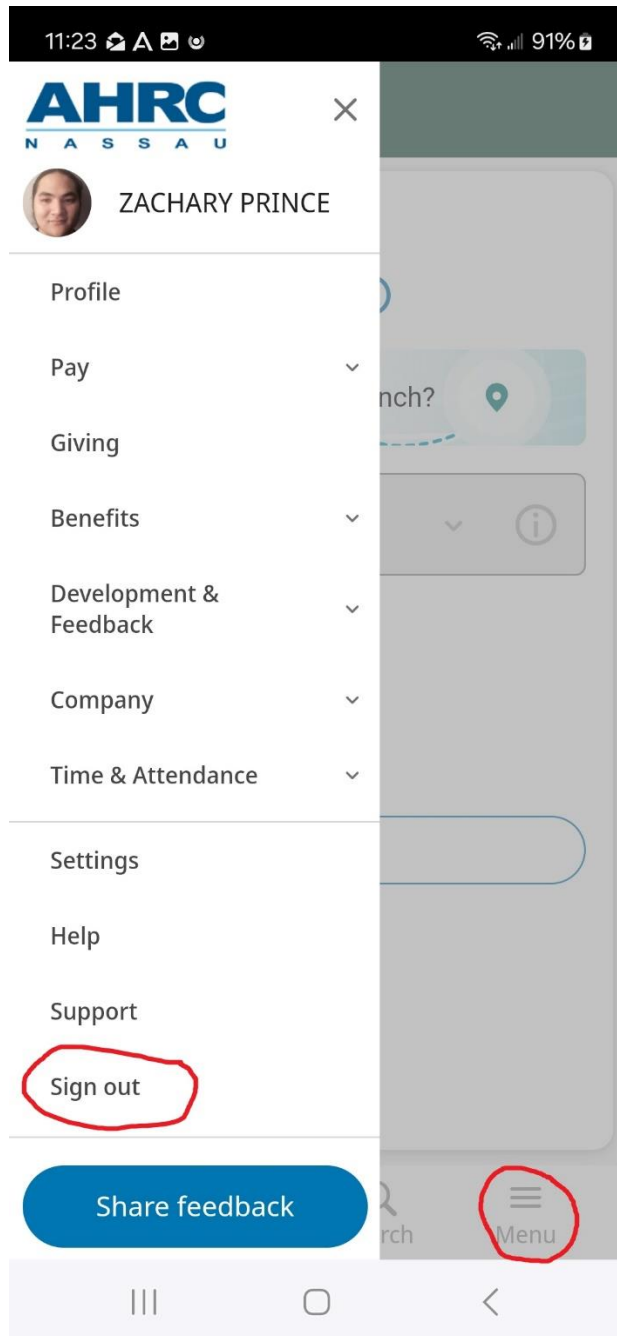 11:23
91%
AHRC
NASSAU
ZACHARY PRINCE
Profile
Pay
nch?
Giving
Benefits
Development &
Feedback
Company
Time & Attendance
Settings
Help
Support
Sign out
Share feedback
rch
Menu